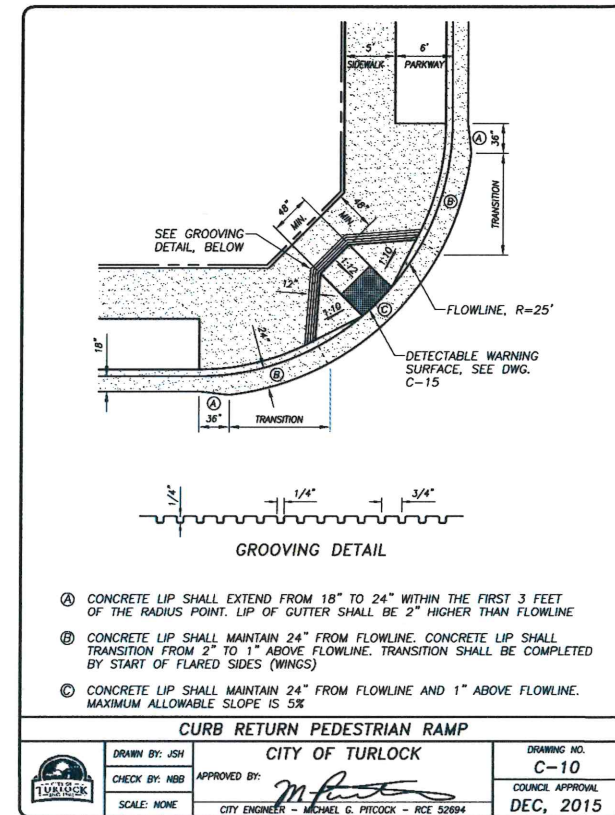 5'
6'
SIDEWALK
PARKWAY
A
36"
TRANSITION
B
48"
MIN.
48"
MIN.
SEE GROOVING
DETAIL, BELOW
1:12
1:10
12"
1:10
C
FLOWLINE, R=25'
DETECTABLE WARNING
SURFACE, SEE DWG.
C-15
18"
24"
B
A
36"
TRANSITION
1/4"
1/4"
3/4"
GROOVING DETAIL
A CONCRETE LIP SHALL EXTEND FROM 18" TO 24" WITHIN THE FIRST 3 FEET
OF THE RADIUS POINT. LIP OF GUTTER SHALL BE 2" HIGHER THAN FLOWLINE
B CONCRETE LIP SHALL MAINTAIN 24" FROM FLOWLINE. CONCRETE LIP SHALL
TRANSITION FROM 2" TO 1" ABOVE FLOWLINE. TRANSITION SHALL BE COMPLETED
BY START OF FLARED SIDES (WINGS)
C CONCRETE LIP SHALL MAINTAIN 24" FROM FLOWLINE AND 1" ABOVE FLOWLINE.
MAXIMUM ALLOWABLE SLOPE IS 5%
CURB RETURN PEDESTRIAN RAMP
TURLOCK
DRAWN BY: JSH
CHECK BY: NBB
SCALE: NONE
CITY OF TURLOCK
APPROVED BY:
CITY ENGINEER - MICHAEL G. PITCOCK - RCE 52694
DRAWING NO.
C-10
COUNCIL APPROVAL
DEC, 2015